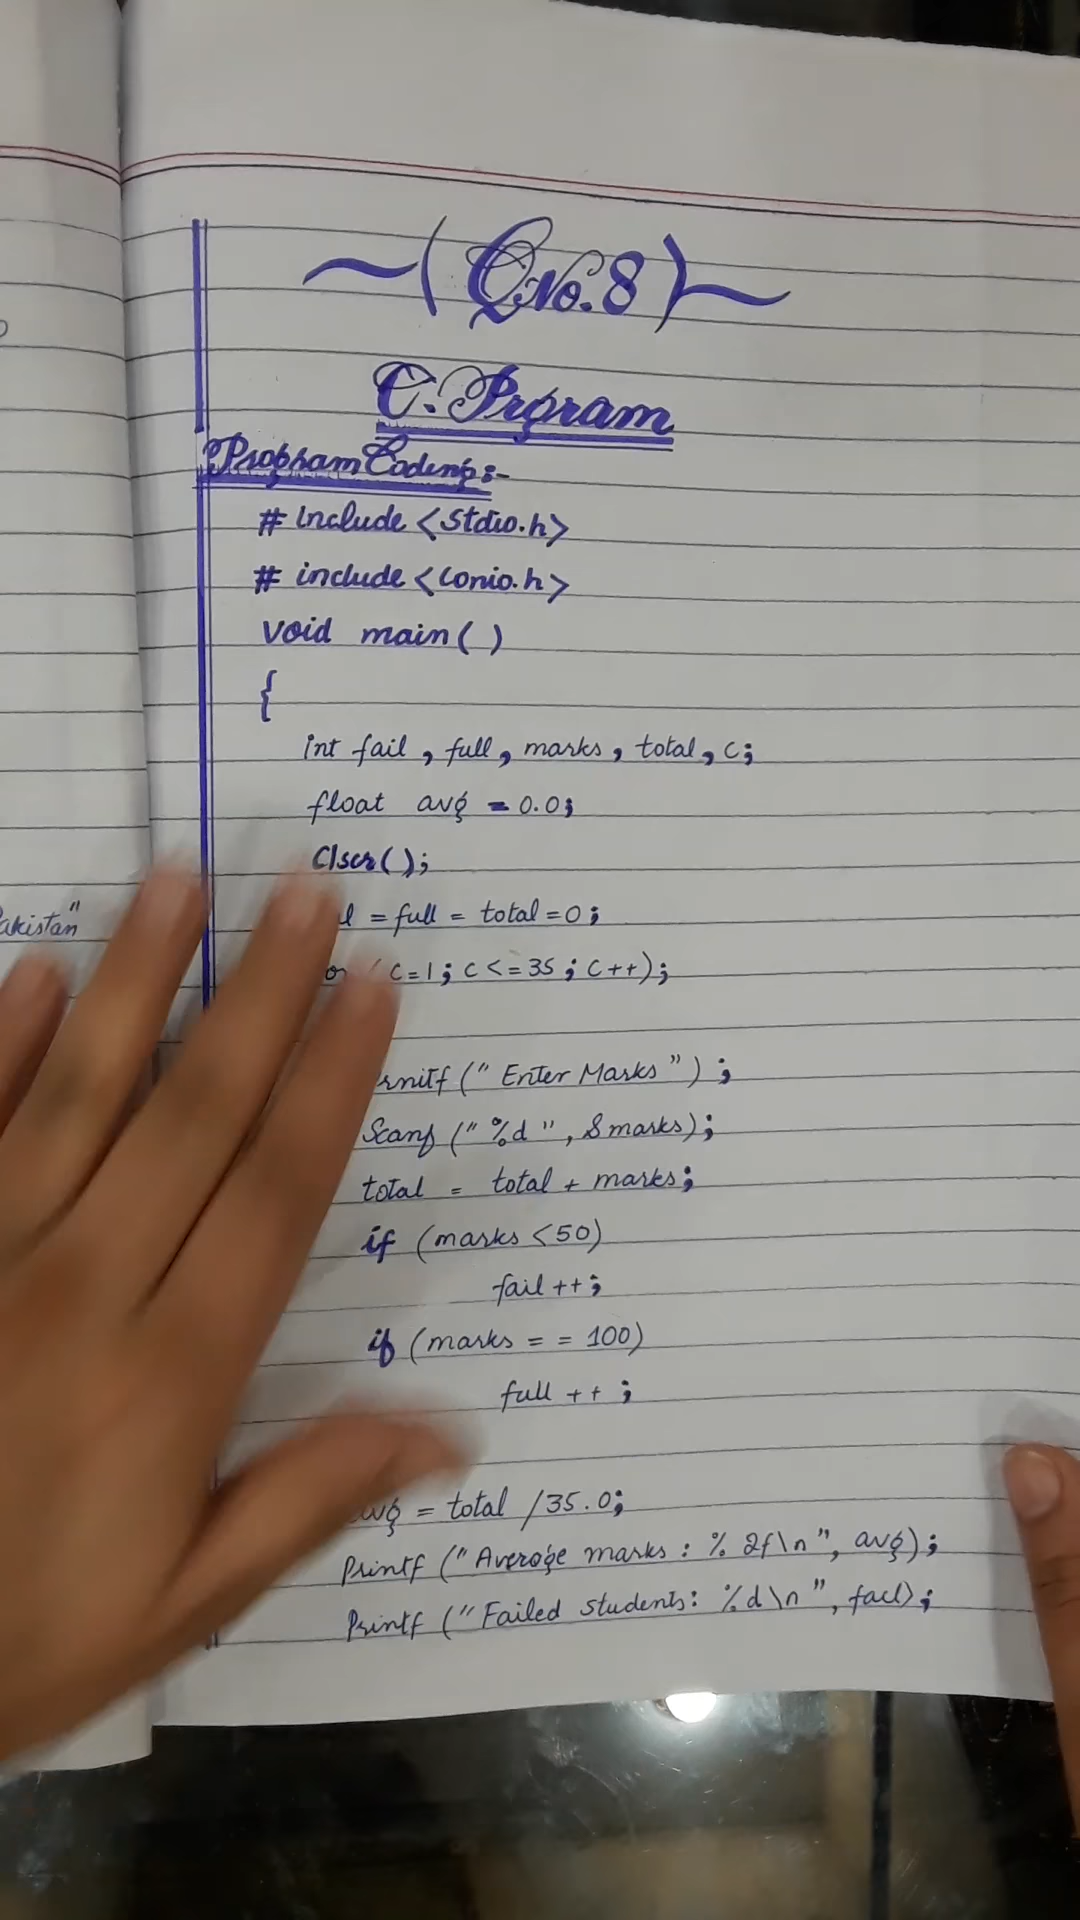 Q No. 8
C. Prgram
Program Coding:-
# Include <Stdio.h>
# include <Conio.h>
void main( )
{
int fail, full, marks, total, c;
float avg = 0.0;
Clscr();
= full = total = 0;
c=1; c <= 35; c++);
("Enter Marks");
Scanf ("%d", &marks);
total = total + marks;
if (marks <50)
fail ++;
if (marks = = 100)
full ++;
= total /35.0;
Printf ("Average marks: % 2f\n", avg);
Printf ("Failed students: %d\n", fail);
akistan"